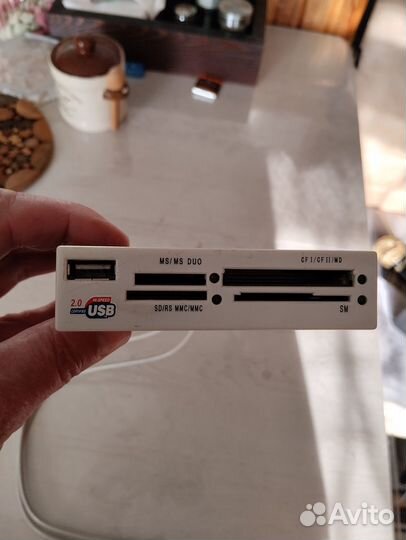 MS/MS DUO
CF I/CF II/MD
2.0
HI-SPEED
CERTIFIED
USB
SD/RS MMC/MMC
SM
Avito